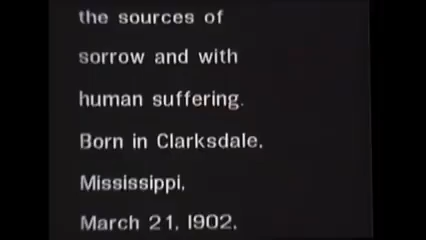 the sources of
sorrow and with
human suffering.
Born in Clarksdale,
Mississippi,
March 21, 1902,